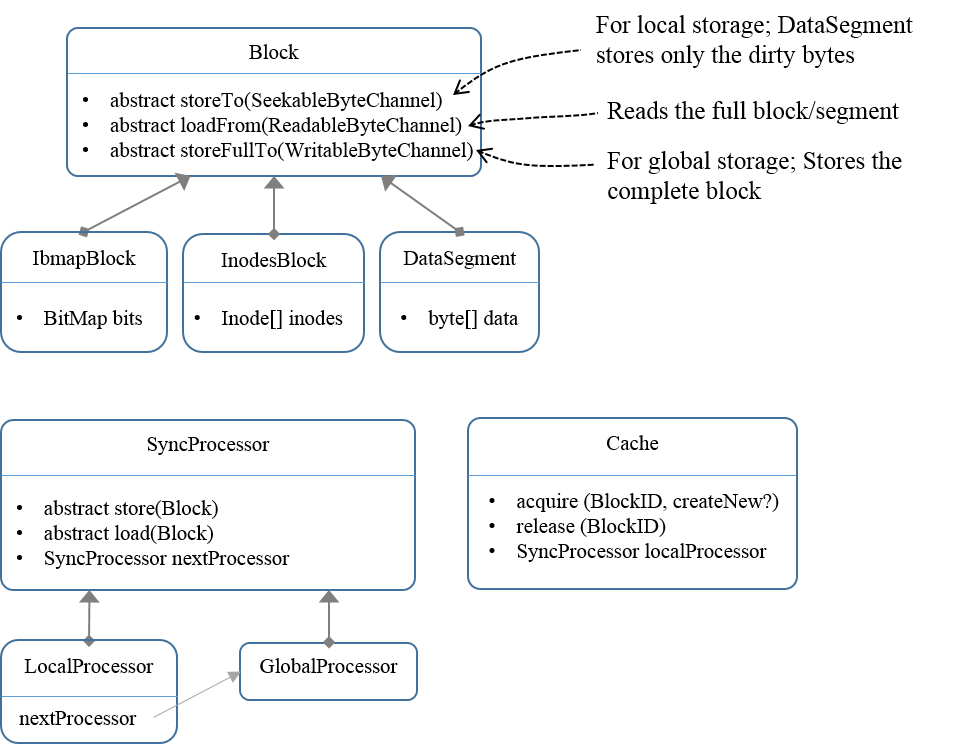 For local storage; DataSegment
stores only the dirty bytes
Block
• abstract storeTo(SeekableByteChannel)
• abstract loadFrom(ReadableByteChannel)
• abstract storeFullTo(WritableByteChannel)
Reads the full block/segment
For global storage; Stores the
complete block
IbmapBlock
• BitMap bits
InodesBlock
• Inode[] inodes
DataSegment
• byte[] data
SyncProcessor
• abstract store(Block)
• abstract load(Block)
• SyncProcessor nextProcessor
Cache
• acquire (BlockID, createNew?)
• release (BlockID)
• SyncProcessor localProcessor
LocalProcessor
nextProcessor
GlobalProcessor